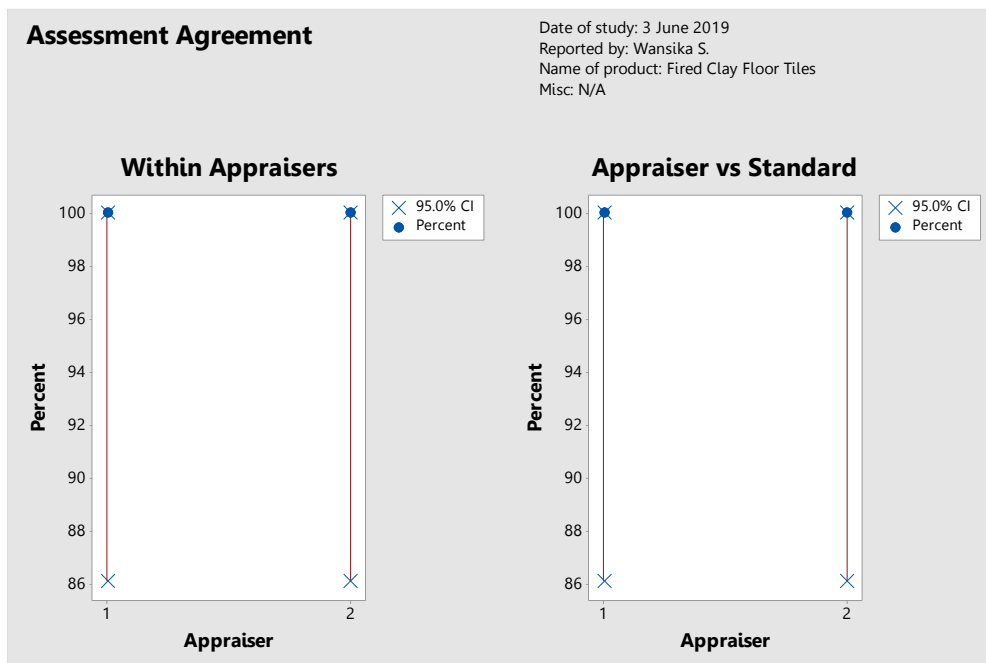 Assessment Agreement
Date of study: 3 June 2019
Reported by: Wansika S.
Name of product: Fired Clay Floor Tiles
Misc: N/A
Within Appraisers
95.0% CI
Percent
100
98
96
94
92
90
88
86
Percent
1 2
Appraiser
Appraiser vs Standard
95.0% CI
Percent
100
98
96
94
92
90
88
86
Percent
1 2
Appraiser